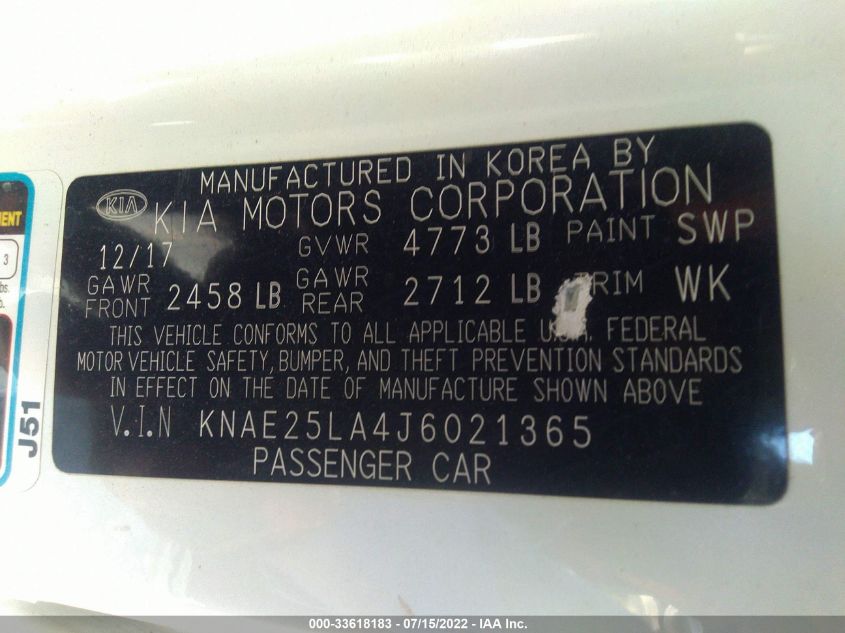 MANUFACTURED IN KOREA BY
KIA KIA MOTORS CORPORATION
12/17 GVWR 4773 LB PAINT SWP
GAWR FRONT 2458 LB GAWR REAR 2712 LB TRIM WK
THIS VEHICLE CONFORMS TO ALL APPLICABLE U.S.A. FEDERAL
MOTOR VEHICLE SAFETY, BUMPER, AND THEFT PREVENTION STANDARDS
IN EFFECT ON THE DATE OF MANUFACTURE SHOWN ABOVE
V.I.N KNAE25LA4J6021365
PASSENGER CAR
3
J51
000-33618183 - 07/15/2022 - IAA Inc.